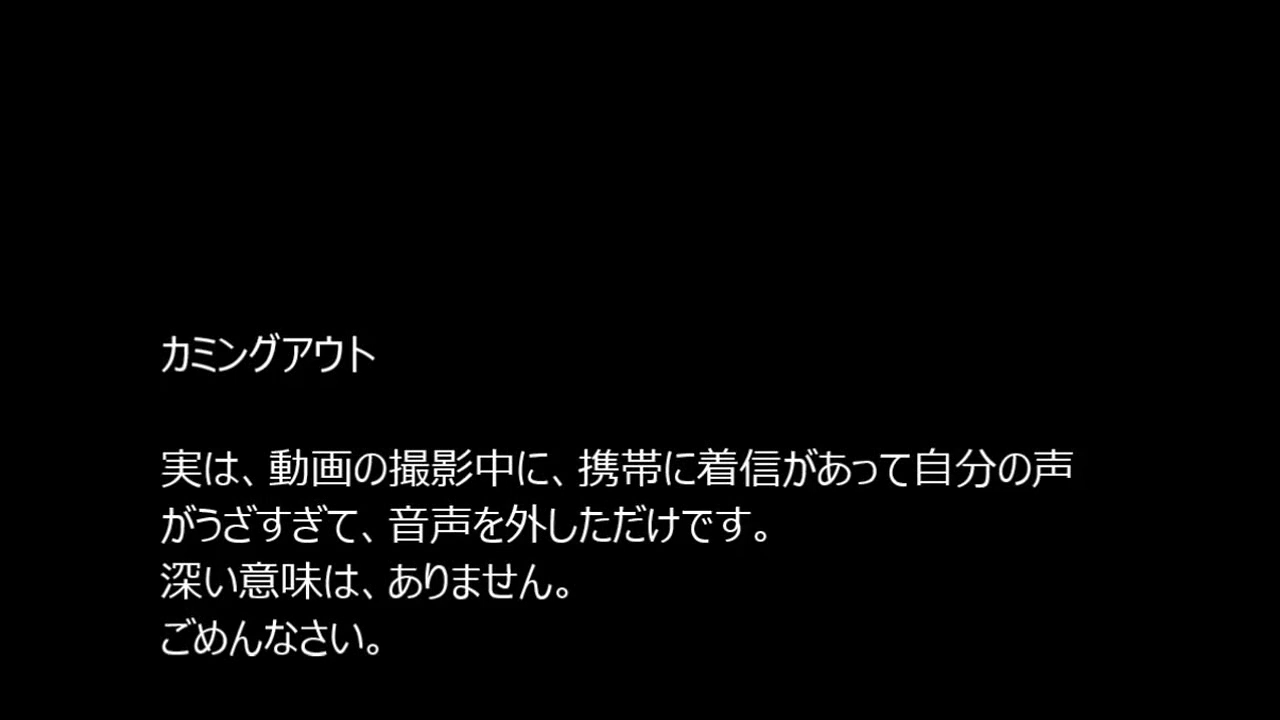 カミングアウト
実は、動画の撮影中に、携帯に着信があって自分の声
がうざすぎて、音声を外しただけです。
深い意味は、ありません。
ごめんなさい。